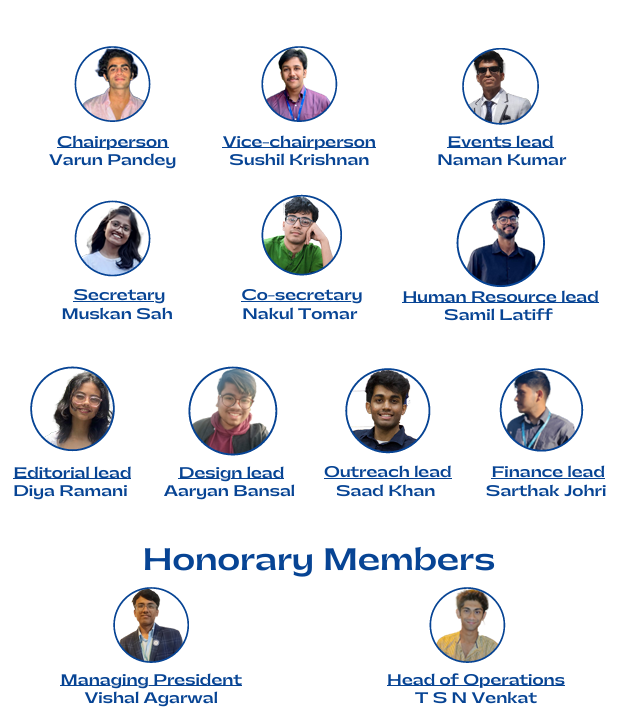 Chairperson
Varun Pandey
Vice-chairperson
Sushil Krishnan
Events lead
Naman Kumar
Secretary
Muskan Sah
Co-secretary
Nakul Tomar
Human Resource lead
Samil Latiff
Editorial lead
Diya Ramani
Design lead
Aaryan Bansal
Outreach lead
Saad Khan
Finance lead
Sarthak Johri
Honorary Members
Managing President
Vishal Agarwal
Head of Operations
T S N Venkat